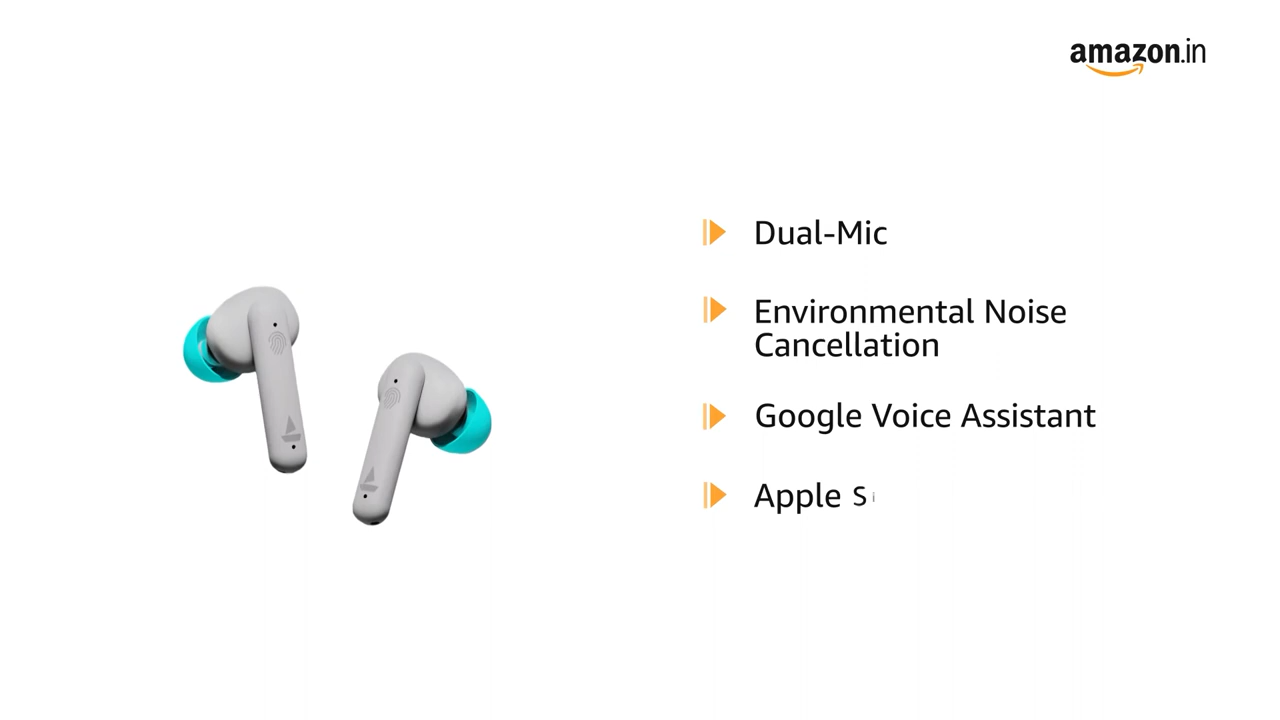 amazon.in
Dual-Mic
Environmental Noise
Cancellation
Google Voice Assistant
Apple